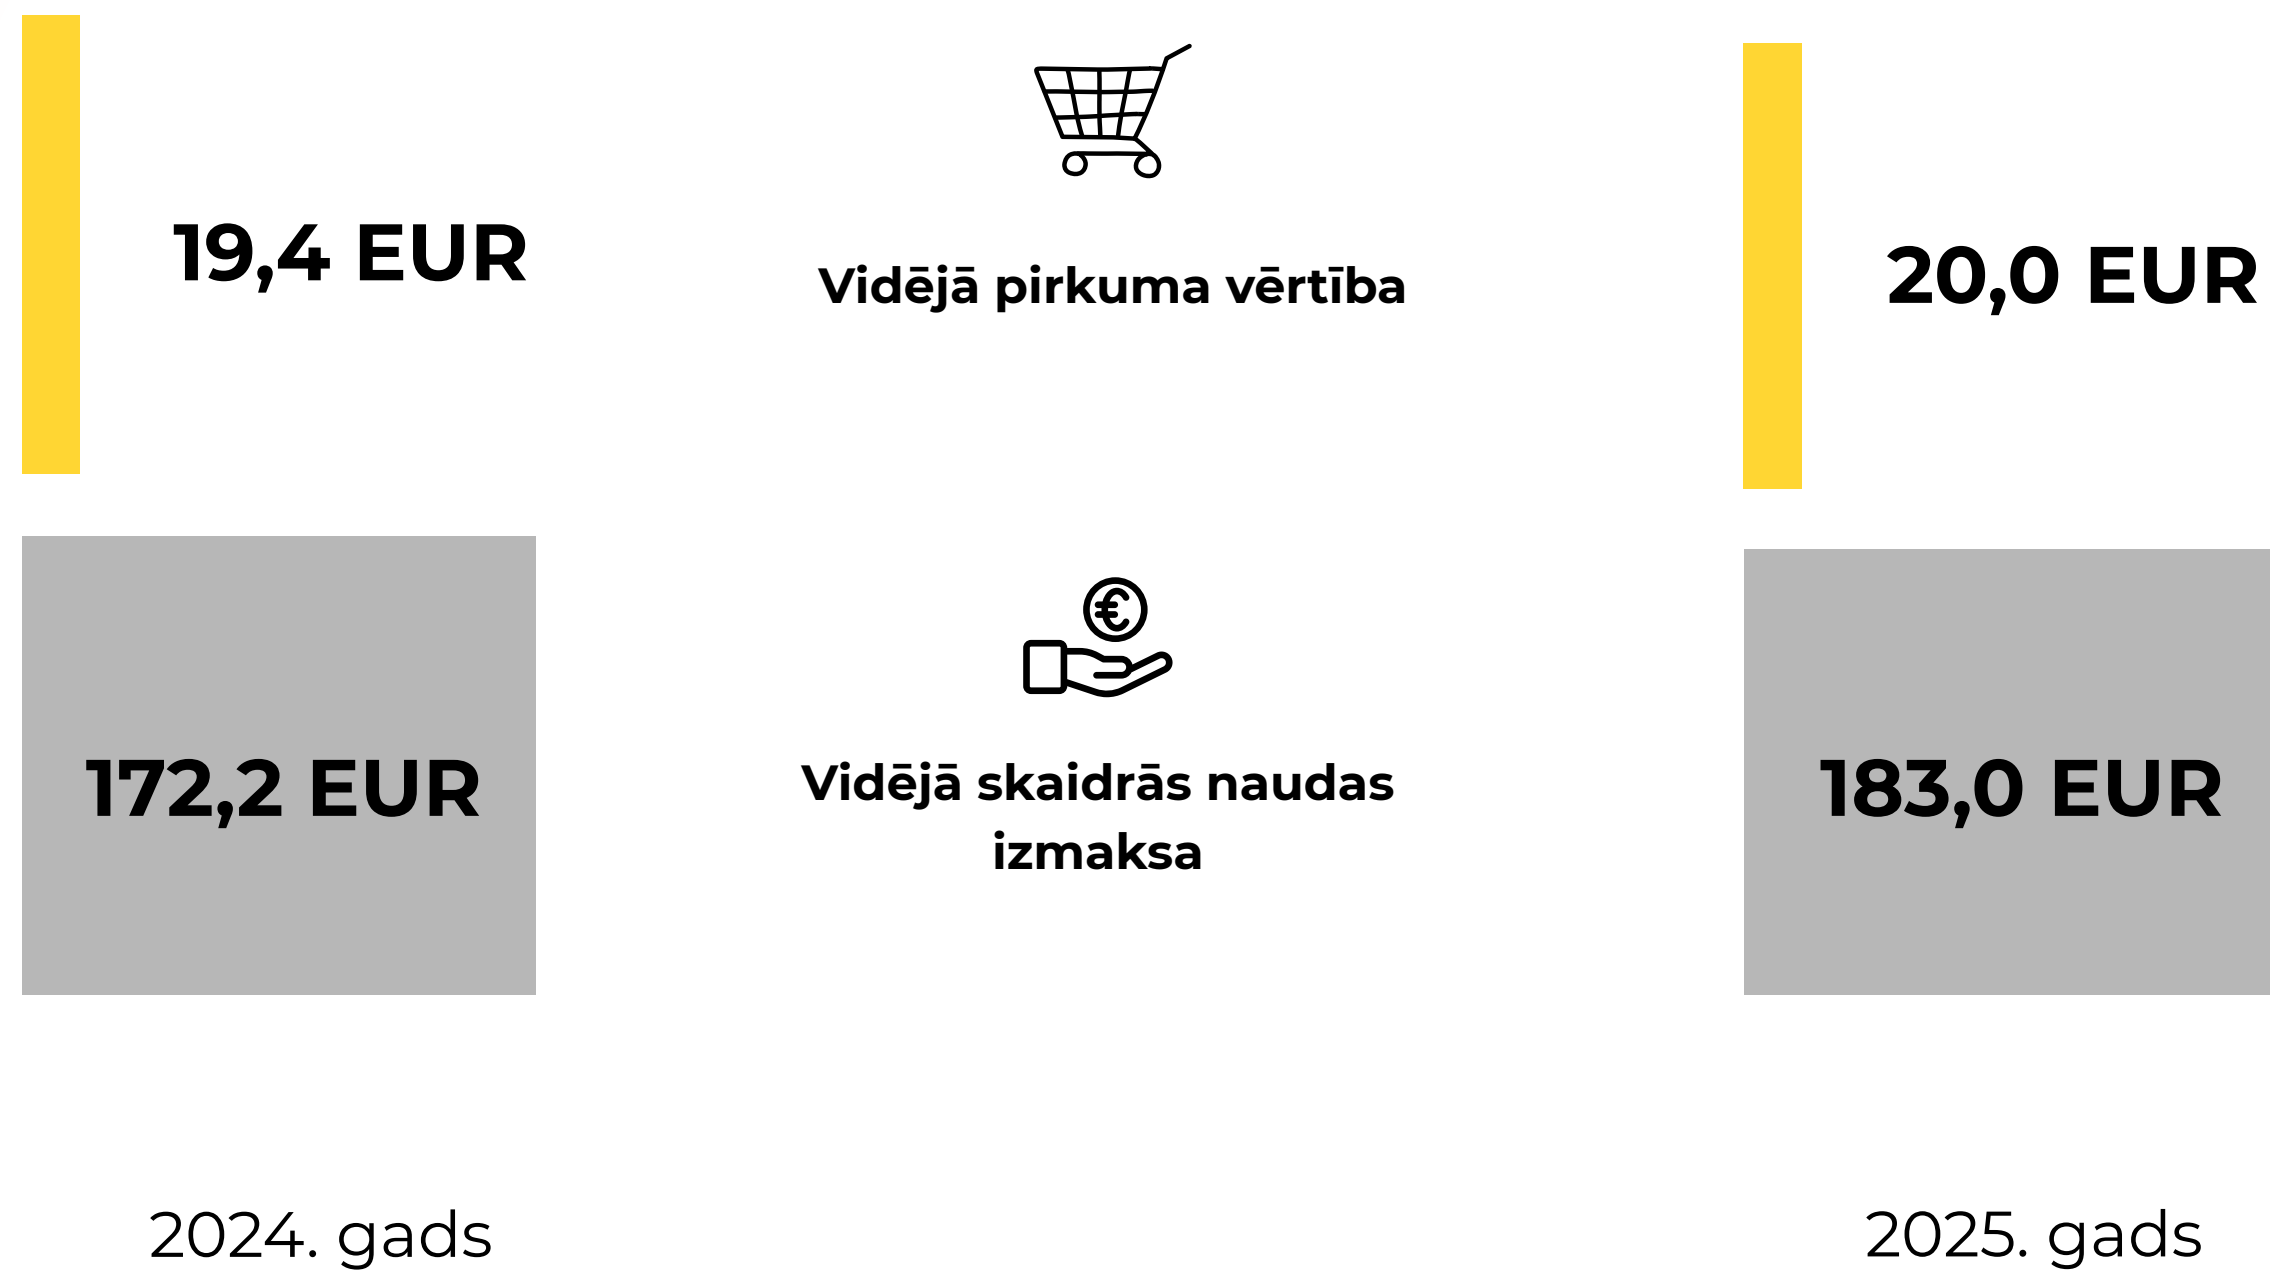 19,4 EUR
Vidējā pirkuma vērtība
20,0 EUR
172,2 EUR
Vidējā skaidrās naudas
izmaksa
183,0 EUR
2024. gads
2025. gads